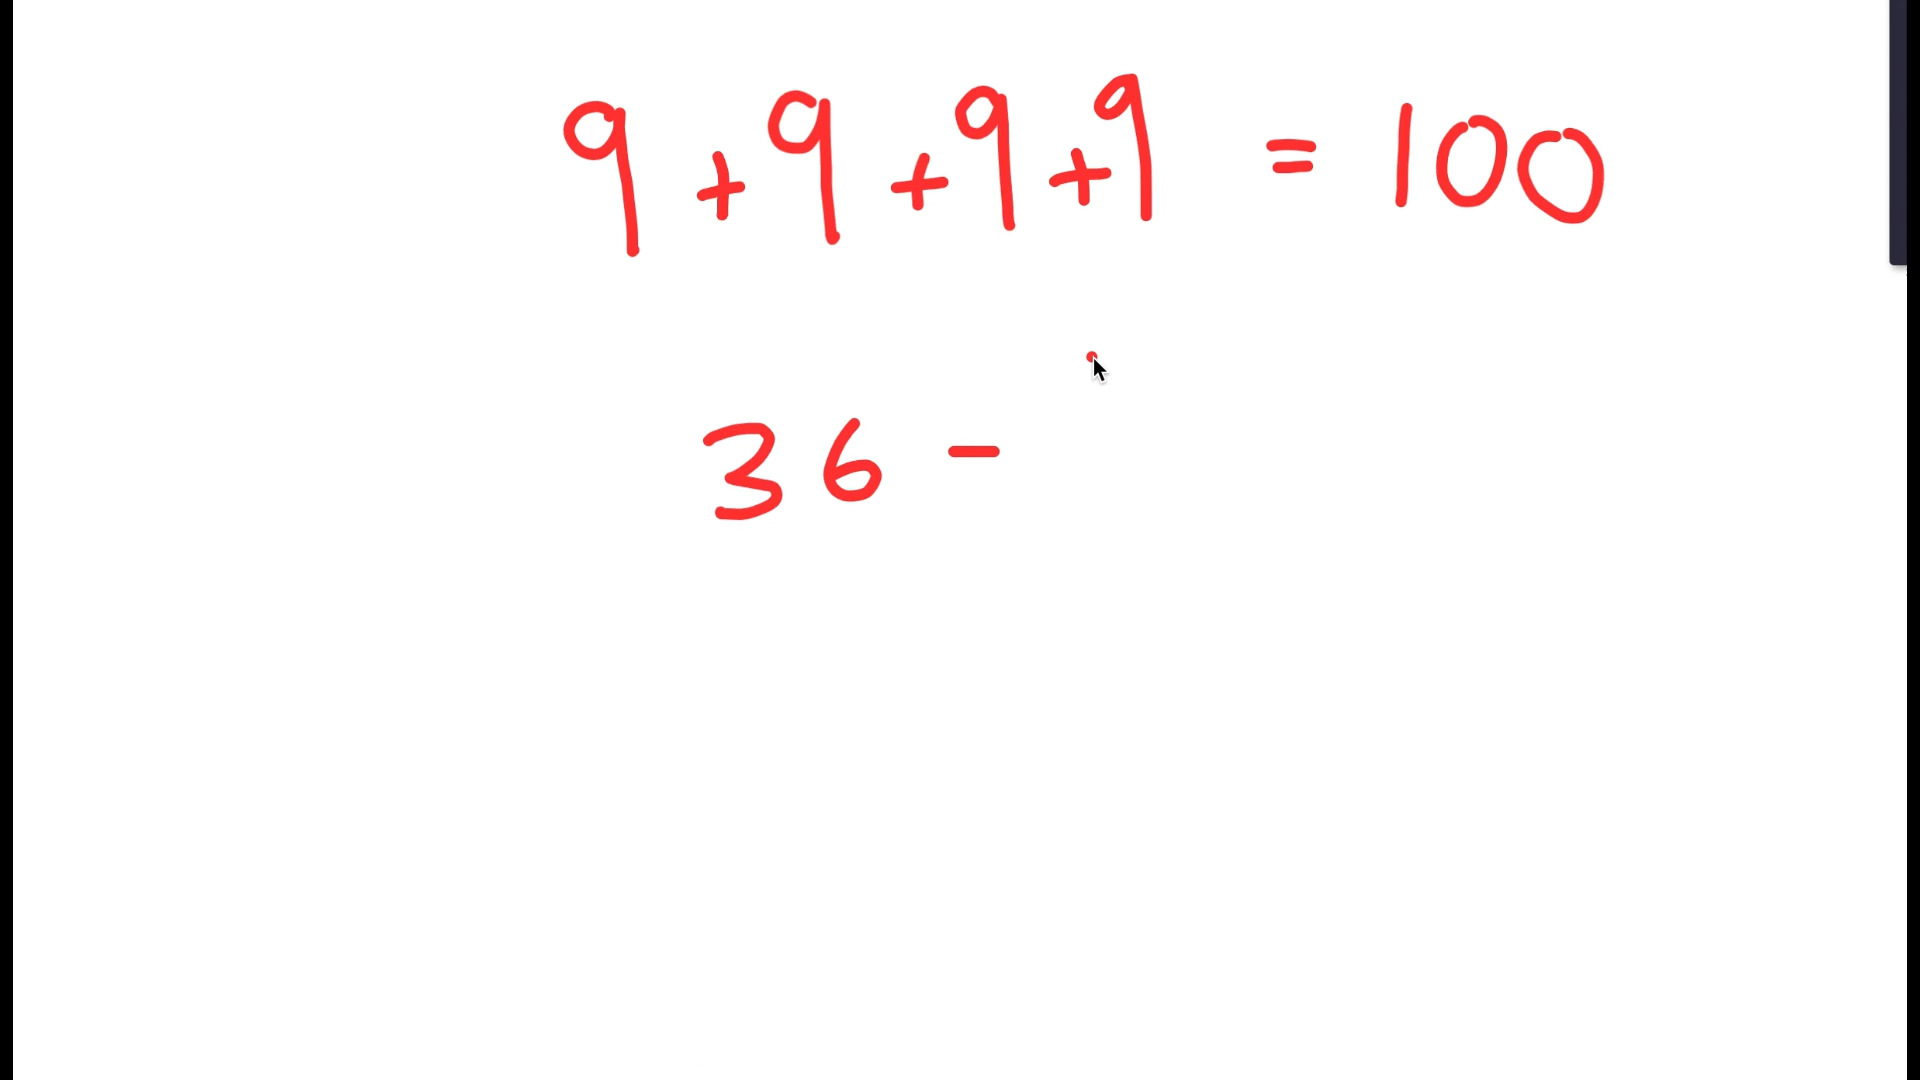 9 + 9 + 9 + 9 = 100
36 -